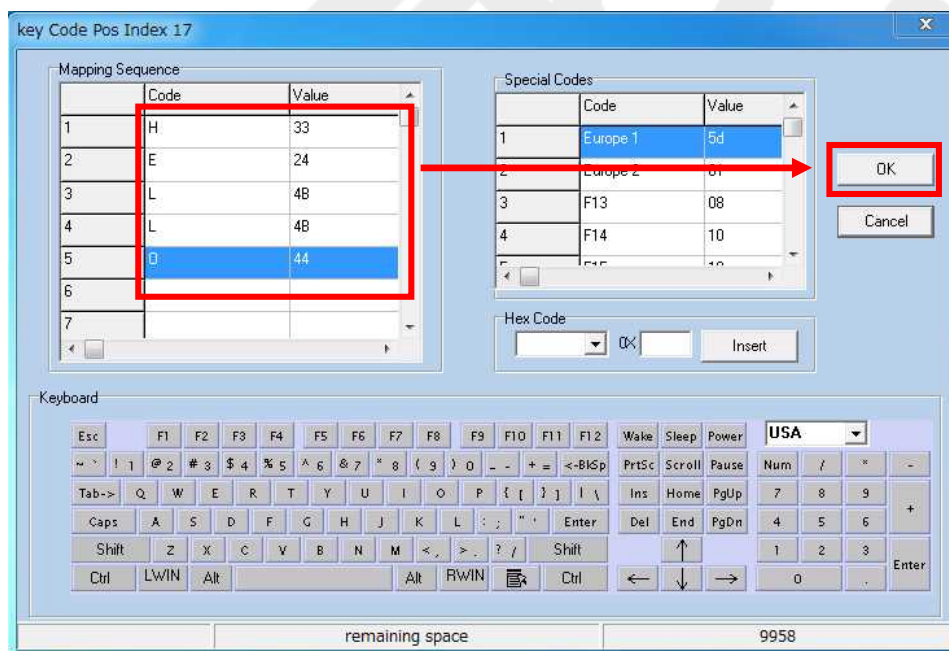 key Code Pos Index 17
x
Mapping Sequence
Code Value
1 H 33
2 E 24
3 L 4B
4 L 4B
5 O 44
6
7
Special Codes
Code Value
1 Europe 1 5d
2 Europe 2
3 F13 08
4 F14 10
F15
OK
Cancel
Hex Code
0X
Insert
Keyboard
Esc F1 F2 F3 F4 F5 F6 F7 F8 F9 F10 F11 F12 Wake Sleep Power USA
~ ` ! 1 @ 2 # 3 $ 4 % 5 ^ 6 & 7 * 8 ( 9 ) 0 _ - + = <-BkSp PrtSc Scroll Pause Num / * -
Tab-> Q W E R T Y U I O P { [ } ] | \ Ins Home PgUp 7 8 9 +
Caps A S D F G H J K L : ; " ' Enter Del End PgDn 4 5 6
Shift Z X C V B N M < , > . ? / Shift ↑ 1 2 3 Enter
Ctrl LWIN Alt Alt RWIN Ctrl ← ↓ → 0 .
remaining space 9958